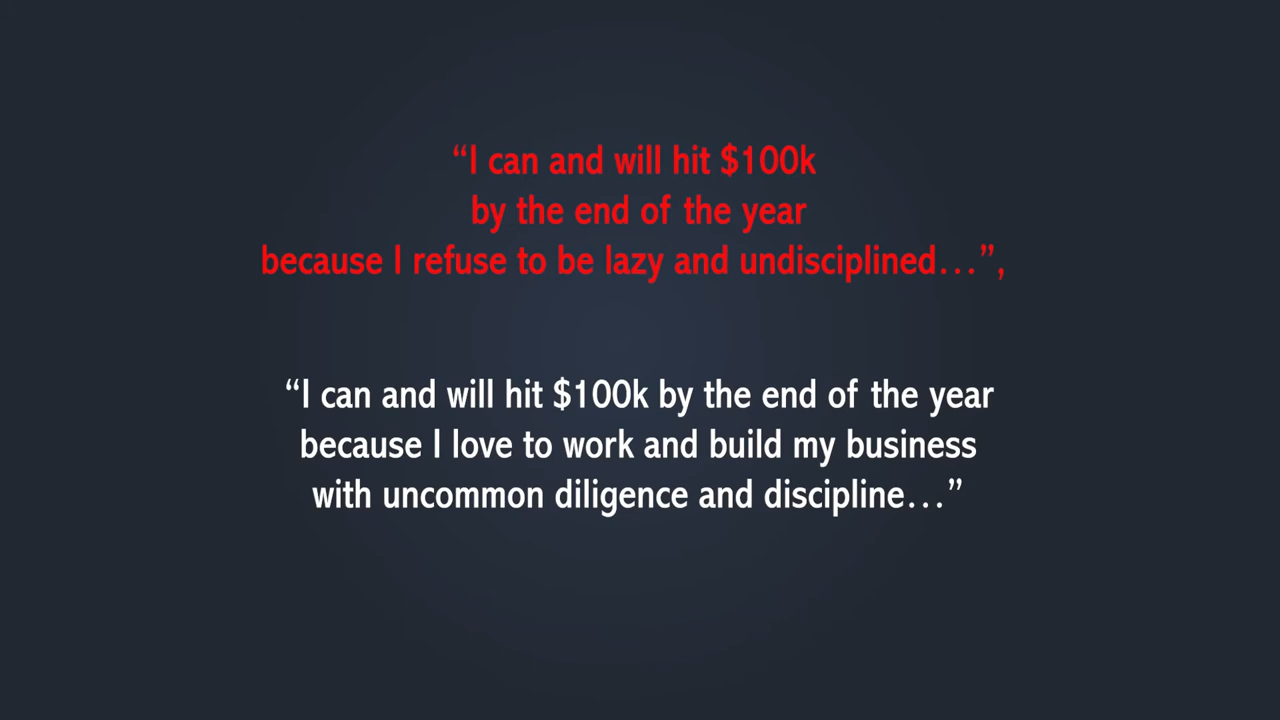 “I can and will hit $100k
by the end of the year
because I refuse to be lazy and undisciplined...”,
“I can and will hit $100k by the end of the year
because I love to work and build my business
with uncommon diligence and discipline...”